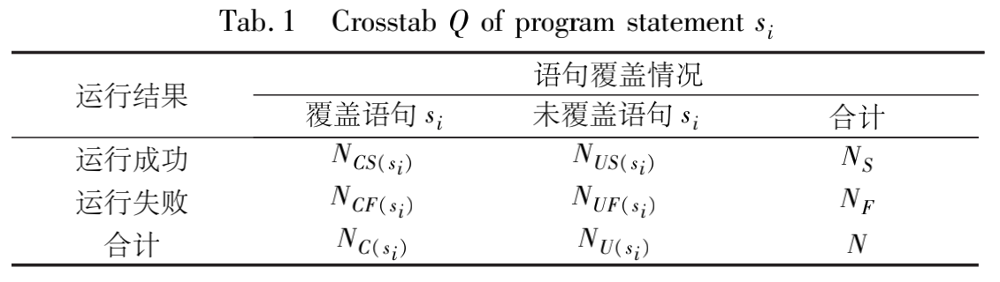 Tab. 1 Crosstab Q of program statement s_i
运行结果 语句覆盖情况
覆盖语句 s_i 未覆盖语句 s_i 合计
运行成功 N_{CS(s_i)} N_{US(s_i)} N_S
运行失败 N_{CF(s_i)} N_{UF(s_i)} N_F
合计 N_{C(s_i)} N_{U(s_i)} N